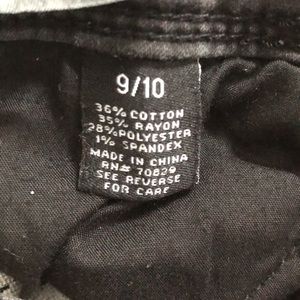 9/10
36% COTTON
35% RAYON
28%POLYESTER
1% SPANDEX
MADE IN CHINA
RN# 70829
SEE REVERSE
FOR CARE